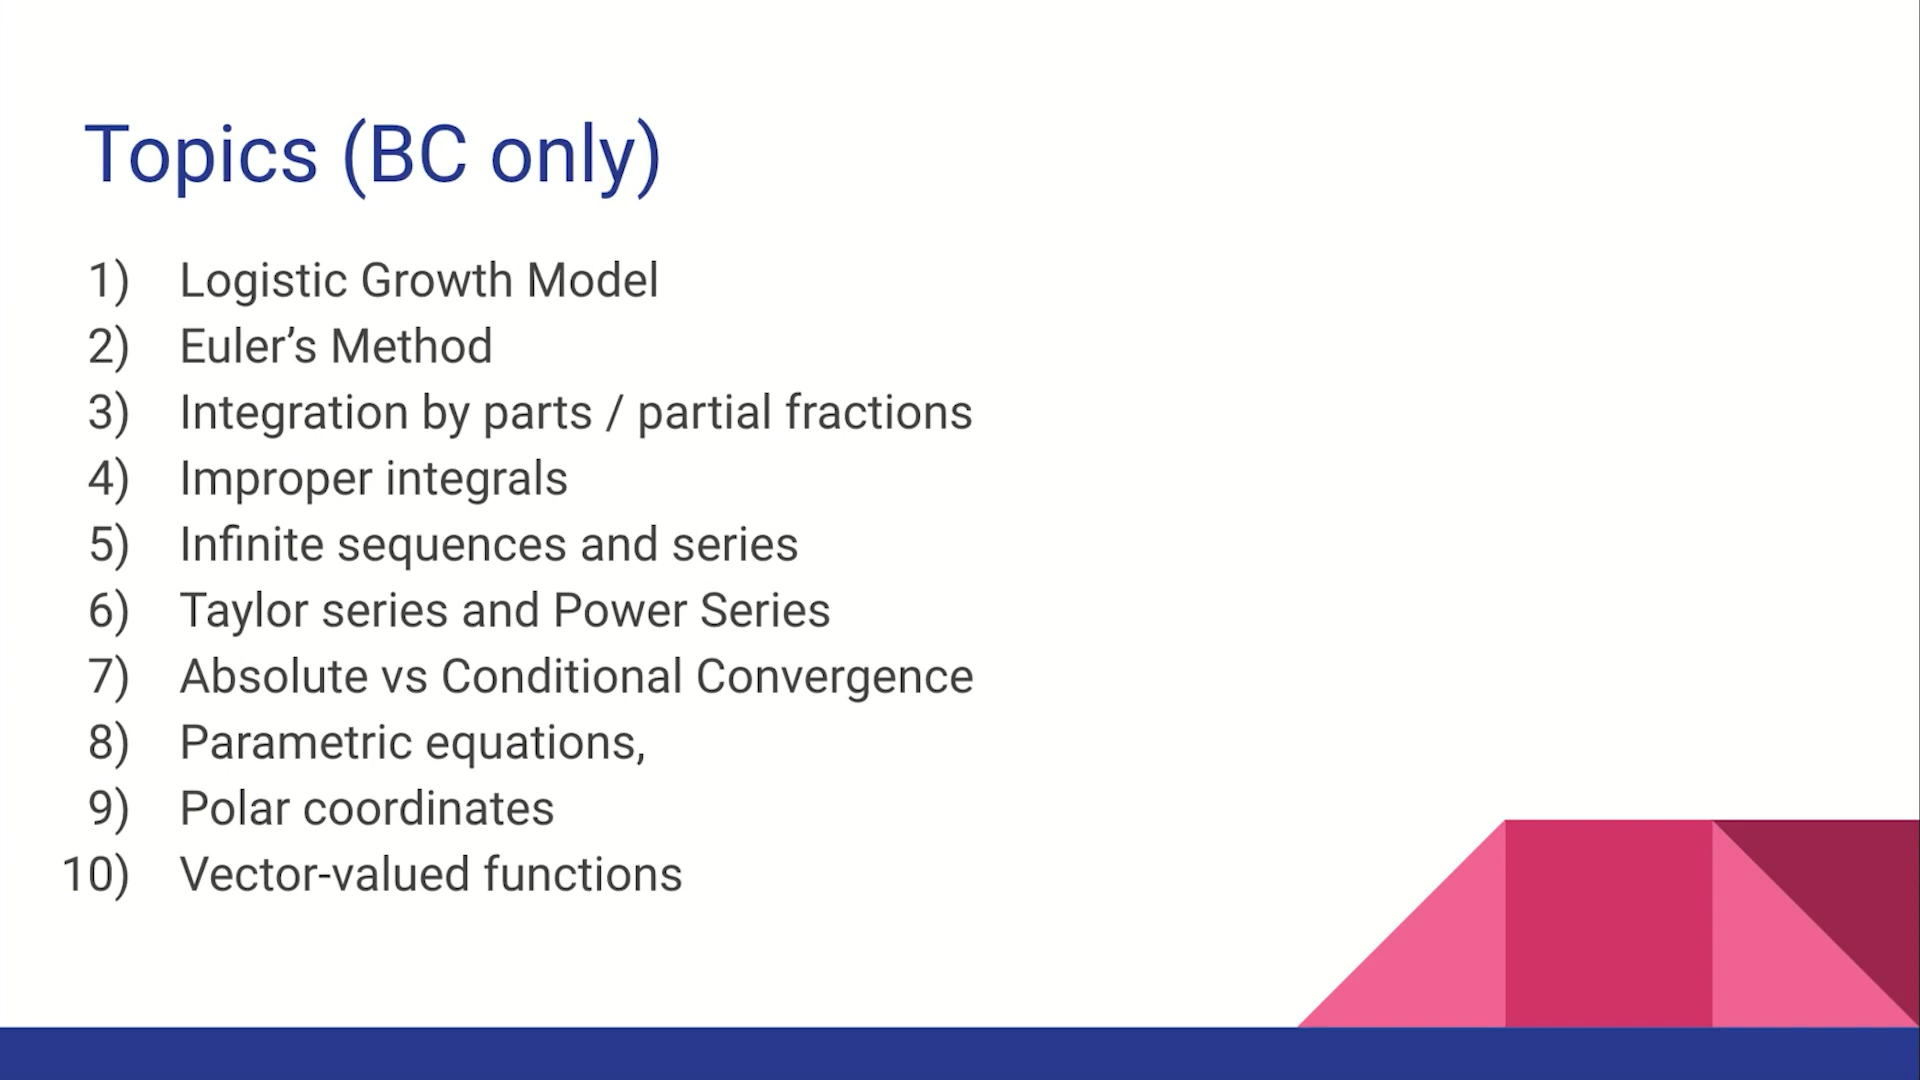 Topics (BC only)
1) Logistic Growth Model
2) Euler’s Method
3) Integration by parts / partial fractions
4) Improper integrals
5) Infinite sequences and series
6) Taylor series and Power Series
7) Absolute vs Conditional Convergence
8) Parametric equations,
9) Polar coordinates
10) Vector-valued functions